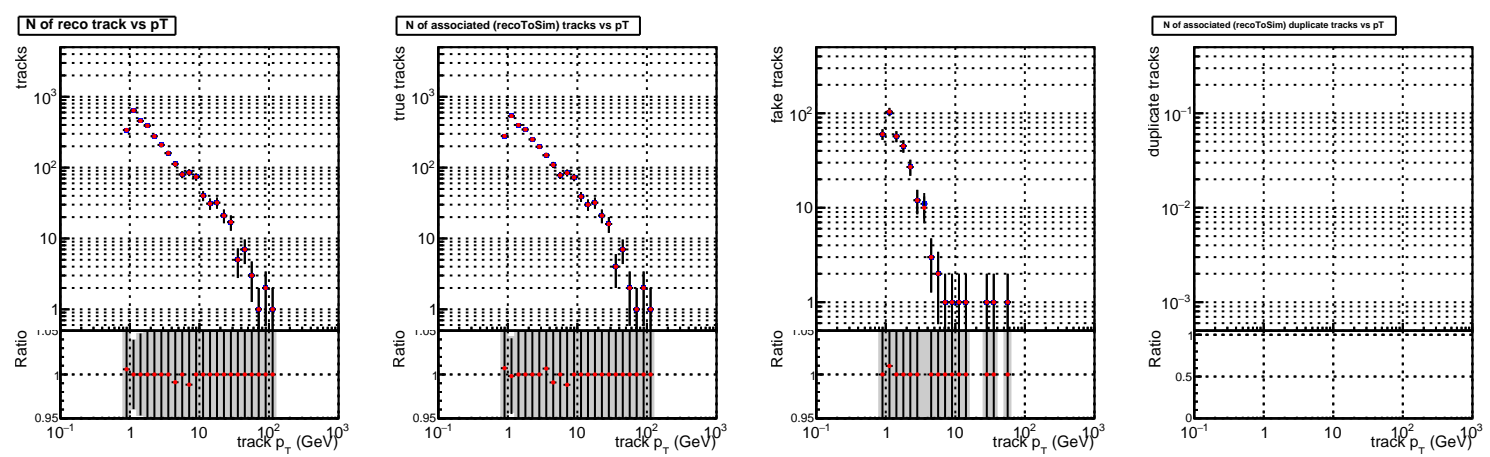 N of reco track vs pT
tracks
10³
10²
10
1
Ratio
1.05
1
0.95
10⁻¹ 1 10 10² 10³
track p_T (GeV)
N of associated (recoToSim) tracks vs pT
true tracks
10³
10²
10
1
Ratio
1.05
1
0.95
10⁻¹ 1 10 10² 10³
track p_T (GeV)
fake tracks
10²
10
1
Ratio
1.05
1
0.95
10⁻¹ 1 10 10² 10³
track p_T (GeV)
N of associated (recoToSim) duplicate tracks vs pT
duplicate tracks
10⁻¹
10⁻²
10⁻³
Ratio
1
0.5
0
10⁻¹ 1 10 10² 10³
track p_T (GeV)